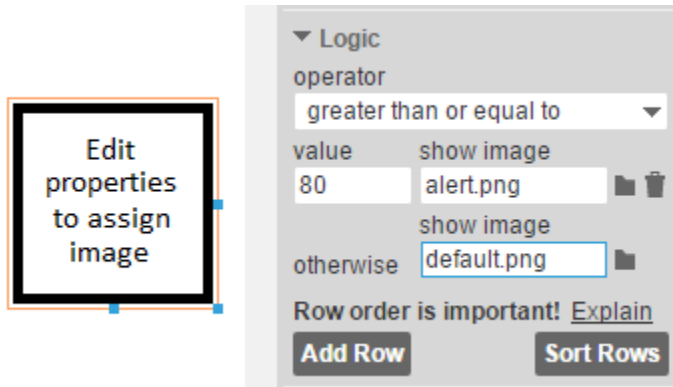 Edit
properties
to assign
image
Logic
operator
greater than or equal to
value show image
80 alert.png
show image
otherwise default.png
Row order is important! Explain
Add Row Sort Rows